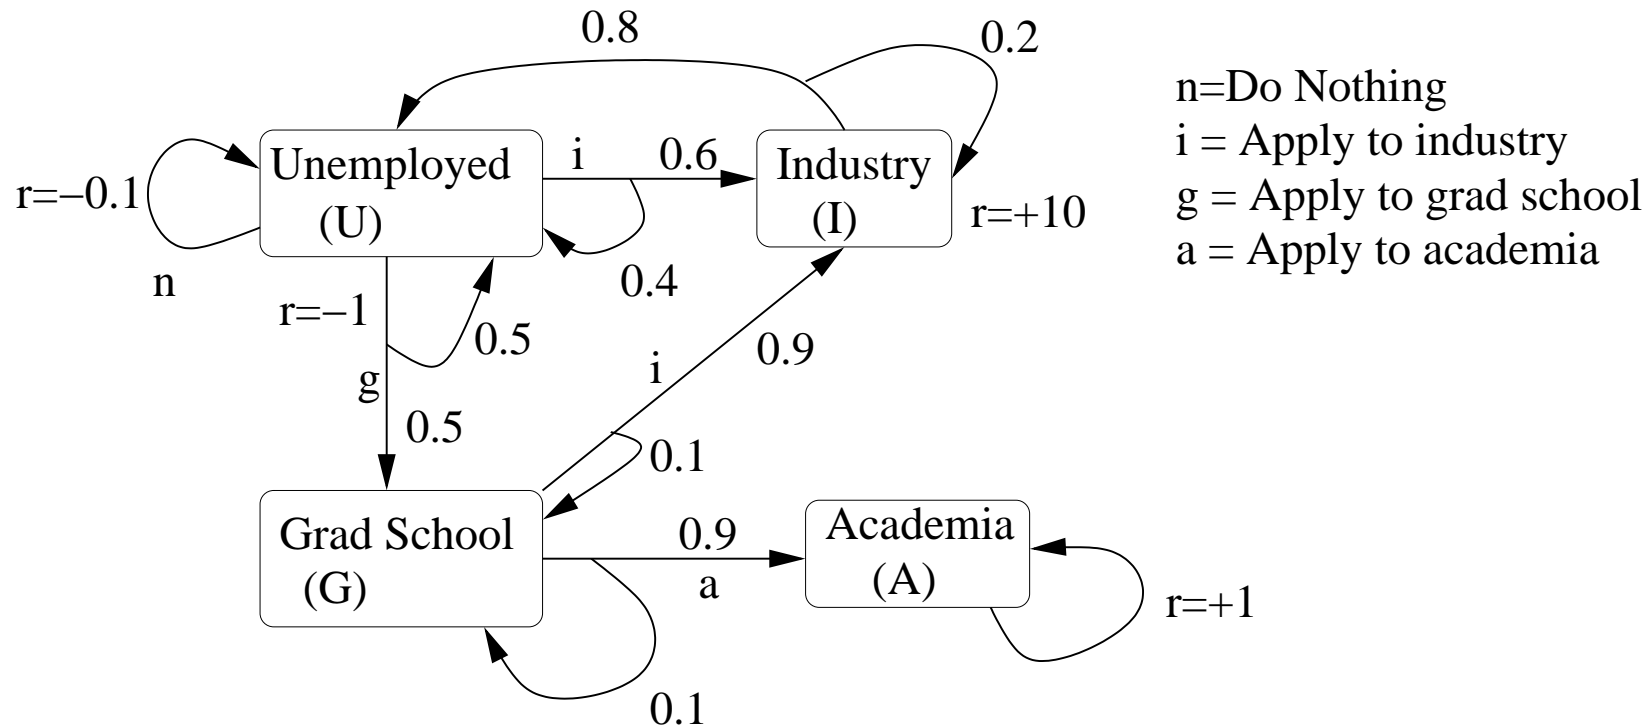 0.8
0.2
n=Do Nothing
i = Apply to industry
g = Apply to grad school
a = Apply to academia
Unemployed
(U)
i
0.6
Industry
(I)
r=−0.1
r=+10
n
0.4
r=−1
0.5
g
0.5
i
0.9
0.1
Grad School
(G)
0.9
a
Academia
(A)
r=+1
0.1